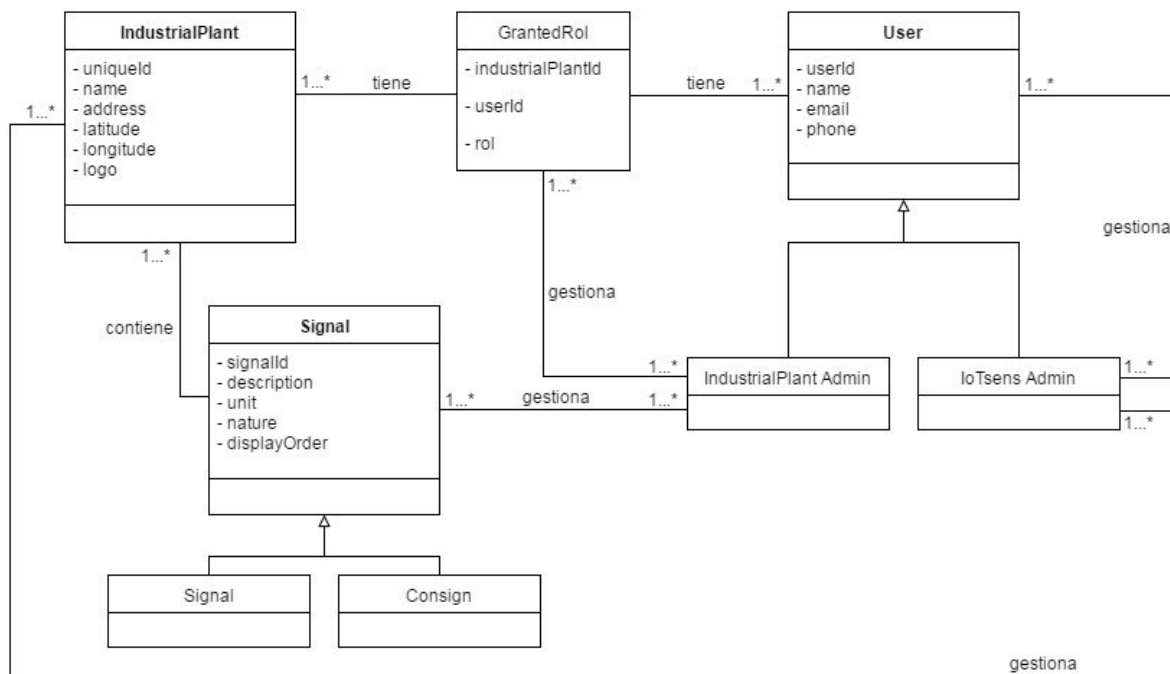 IndustrialPlant
- uniqueId
- name
- address
- latitude
- longitude
- logo
1...*
tiene
GrantedRol
- industrialPlantId
- userId
- rol
tiene
1...*
User
- userId
- name
- email
- phone
1...*
1...*
1...*
gestiona
1...*
gestiona
contiene
Signal
- signalId
- description
- unit
- nature
- displayOrder
1...*
gestiona
1...*
1...*
IndustrialPlant Admin
IoTsens Admin
1...*
1...*
Signal
Consign
gestiona